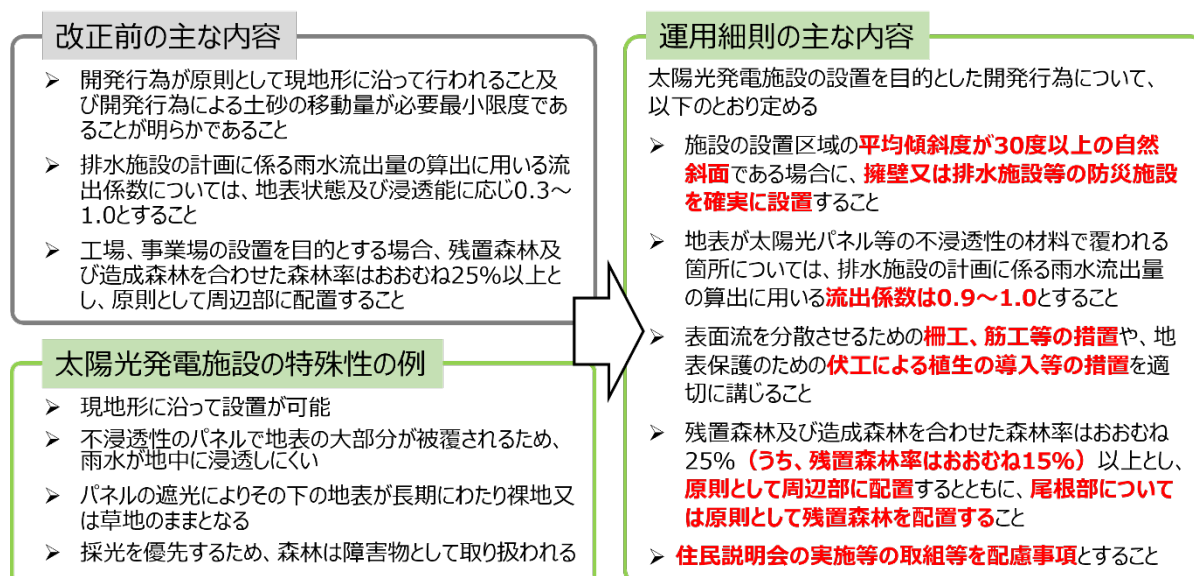 改正前の主な内容
➢ 開発行為が原則として現地形に沿って行われること及
び開発行為による土砂の移動量が必要最小限度であ
ることが明らかであること
➢ 排水施設の計画に係る雨水流出量の算出に用いる流
出係数については、地表状態及び浸透能に応じ0.3～
1.0とすること
➢ 工場、事業場の設置を目的とする場合、残置森林及
び造成森林を合わせた森林率はおおむね25%以上と
し、原則として周辺部に配置すること
太陽光発電施設の特殊性の例
➢ 現地形に沿って設置が可能
➢ 不浸透性のパネルで地表の大部分が被覆されるため、
雨水が地中に浸透しにくい
➢ パネルの遮光によりその下の地表が長期にわたり裸地又
は草地のままとなる
➢ 採光を優先するため、森林は障害物として取り扱われる
運用細則の主な内容
太陽光発電施設の設置を目的とした開発行為について、
以下のとおり定める
➢ 施設の設置区域の平均傾斜度が30度以上の自然
斜面である場合に、擁壁又は排水施設等の防災施設
を確実に設置すること
➢ 地表が太陽光パネル等の不浸透性の材料で覆われる
箇所については、排水施設の計画に係る雨水流出量
の算出に用いる流出係数は0.9～1.0とすること
➢ 表面流を分散させるための柵工、筋工等の措置や、地
表保護のための伏工による植生の導入等の措置を適
切に講じること
➢ 残置森林及び造成森林を合わせた森林率はおおむね
25%（うち、残置森林率はおおむね15%）以上とし、
原則として周辺部に配置するとともに、尾根部について
は原則として残置森林を配置すること
➢ 住民説明会の実施等の取組等を配慮事項とすること